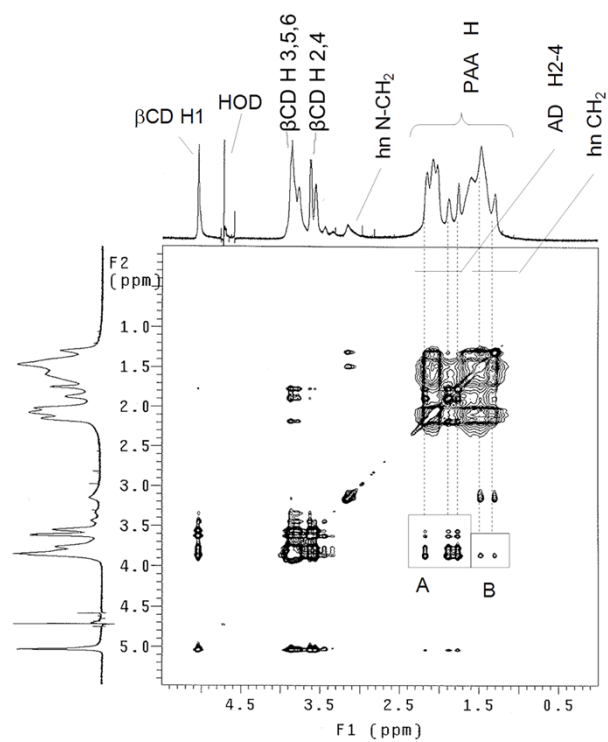 βCD H1
HOD
βCD H 3,5,6
βCD H 2,4
hn N-CH2
PAA H
AD H2-4
hn CH2
F2
(ppm)
1.0
1.5
2.0
2.5
3.0
3.5
4.0
4.5
5.0
A
B
4.5
3.5
2.5
1.5
0.5
F1 (ppm)